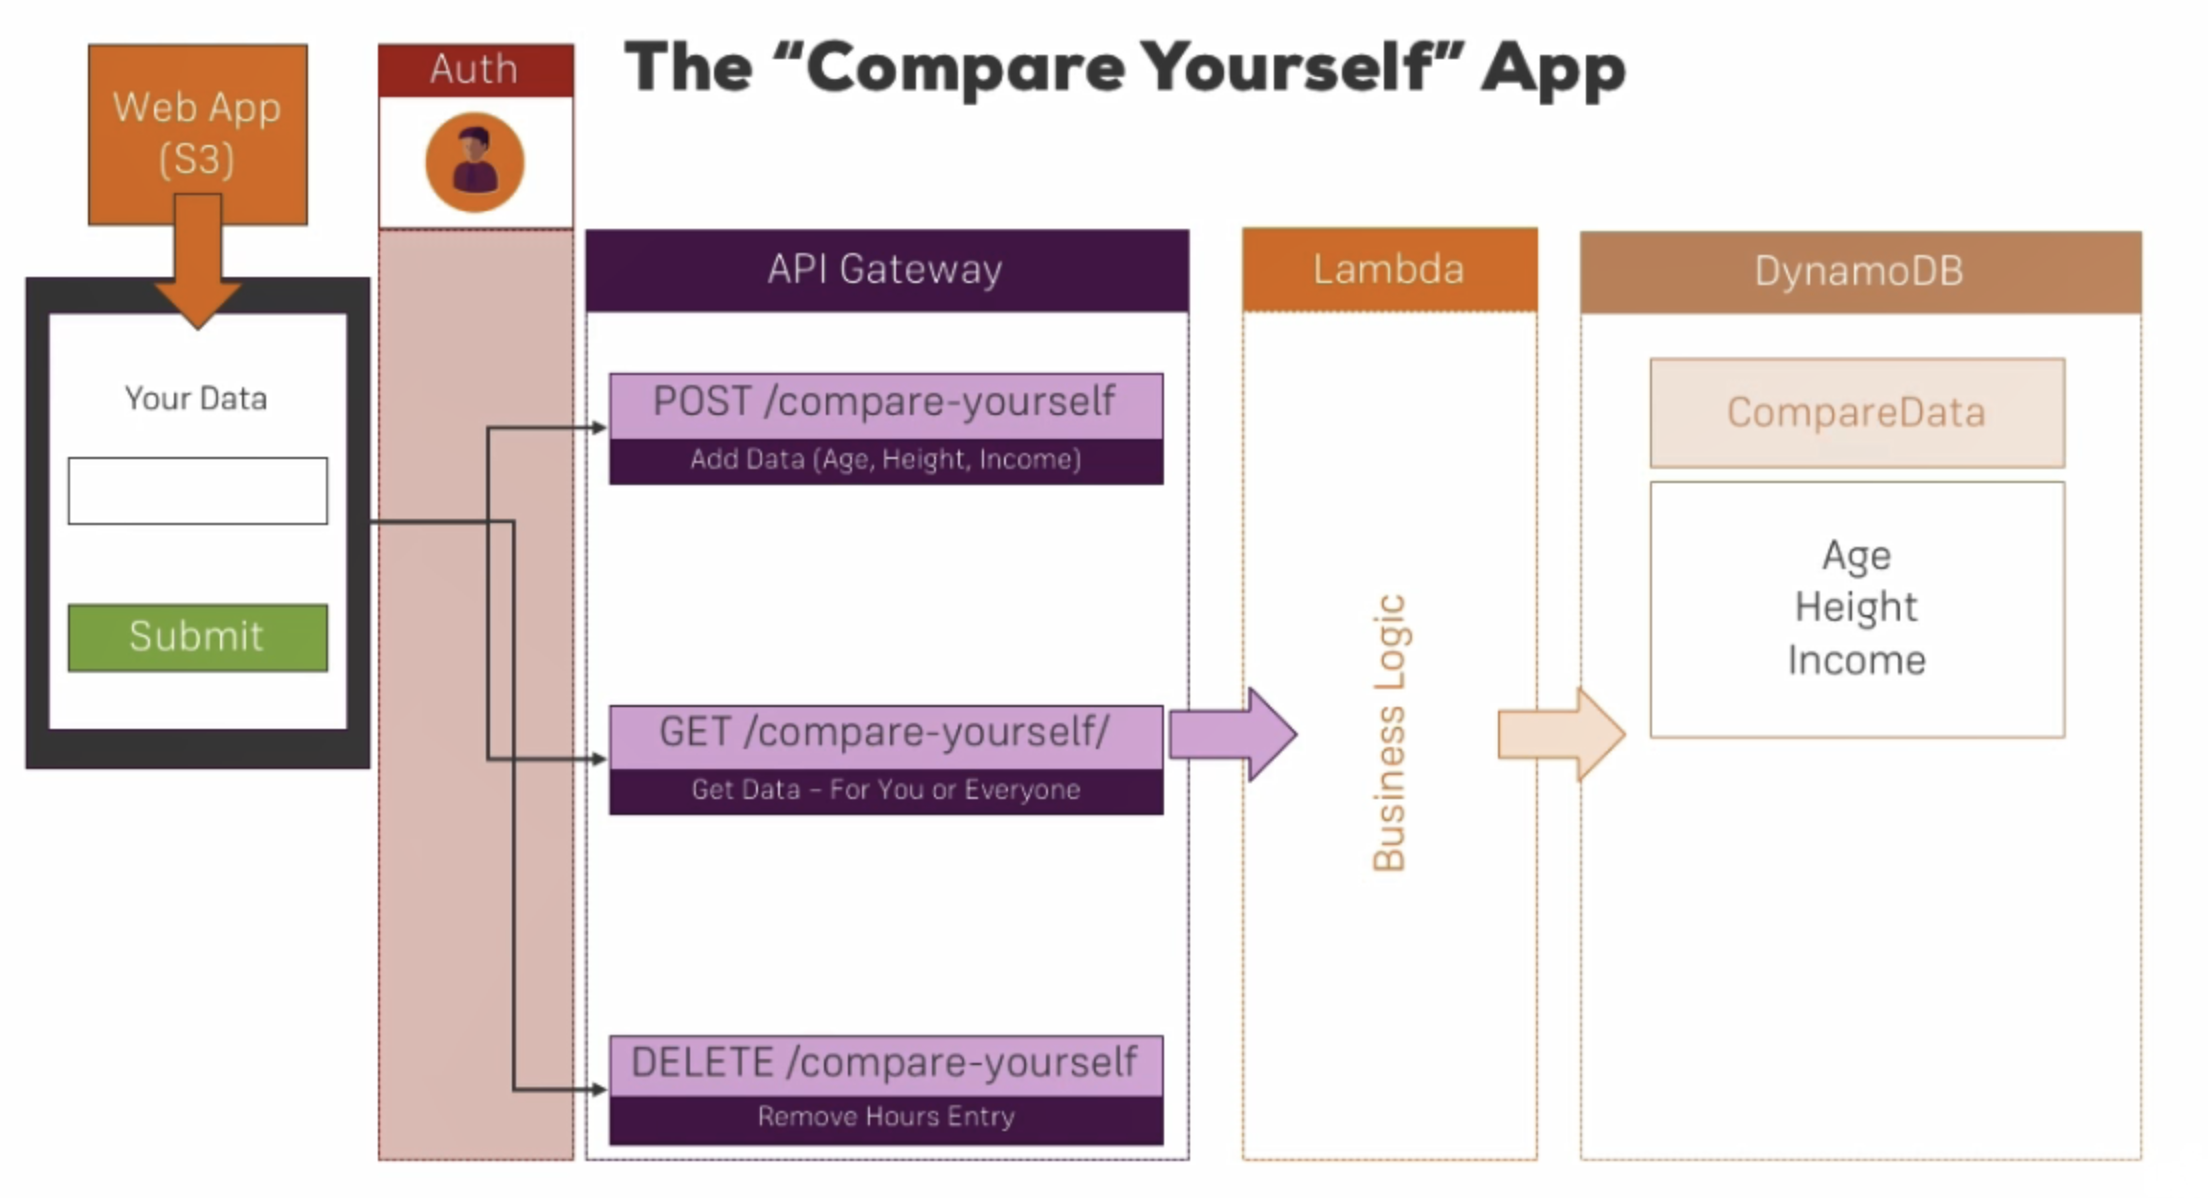 The “Compare Yourself” App
Web App
(S3)
Your Data
Submit
Auth
API Gateway
POST /compare-yourself
Add Data (Age, Height, Income)
GET /compare-yourself/
Get Data – For You or Everyone
DELETE /compare-yourself
Remove Hours Entry
Lambda
Business Logic
DynamoDB
CompareData
Age
Height
Income